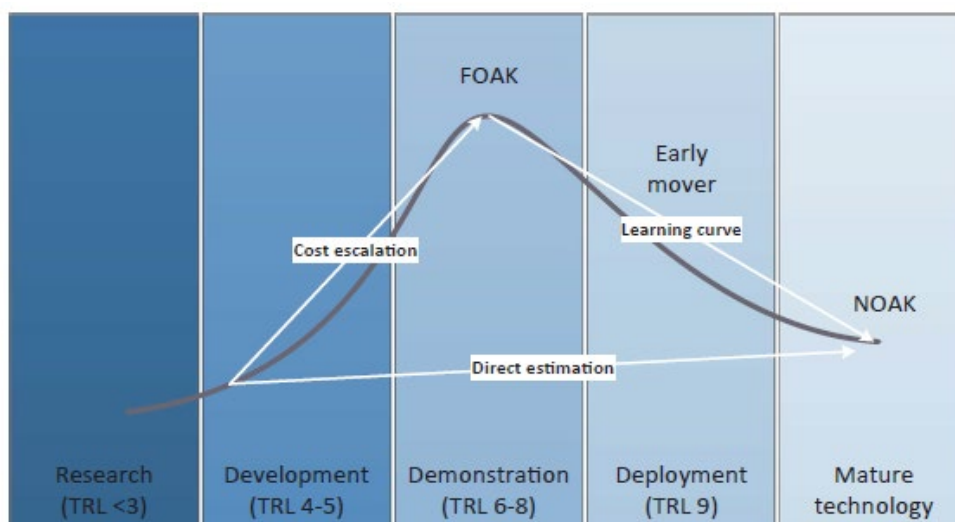 FOAK
Early
mover
Learning curve
Cost escalation
NOAK
Direct estimation
Research
(TRL <3)
Development
(TRL 4-5)
Demonstration
(TRL 6-8)
Deployment
(TRL 9)
Mature
technology